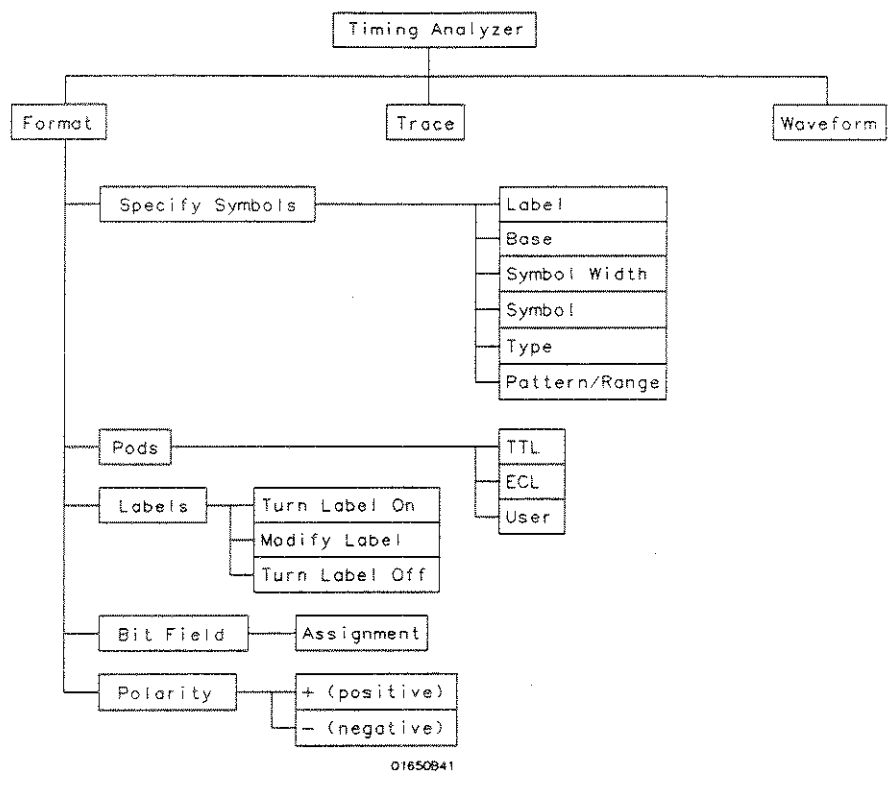 Timing Analyzer
Format
Trace
Waveform
Specify Symbols
Label
Base
Symbol Width
Symbol
Type
Pattern/Range
Pods
TTL
ECL
User
Labels
Turn Label On
Modify Label
Turn Label Off
Bit Field
Assignment
Polarity
+ (positive)
- (negative)
01650B41